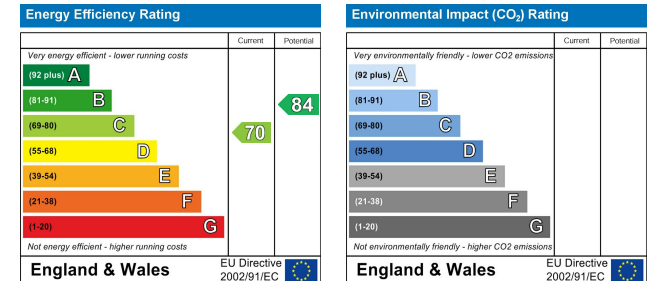 Energy Efficiency Rating
Current Potential
Very energy efficient - lower running costs
(92 plus) A
(81-91) B
84
(69-80) C
70
(55-68) D
(39-54) E
(21-38) F
(1-20) G
Not energy efficient - higher running costs
England & Wales
EU Directive
2002/91/EC
Environmental Impact (CO2) Rating
Current Potential
Very environmentally friendly - lower CO2 emissions
(92 plus) A
(81-91) B
(69-80) C
(55-68) D
(39-54) E
(21-38) F
(1-20) G
Not environmentally friendly - higher CO2 emissions
England & Wales
EU Directive
2002/91/EC